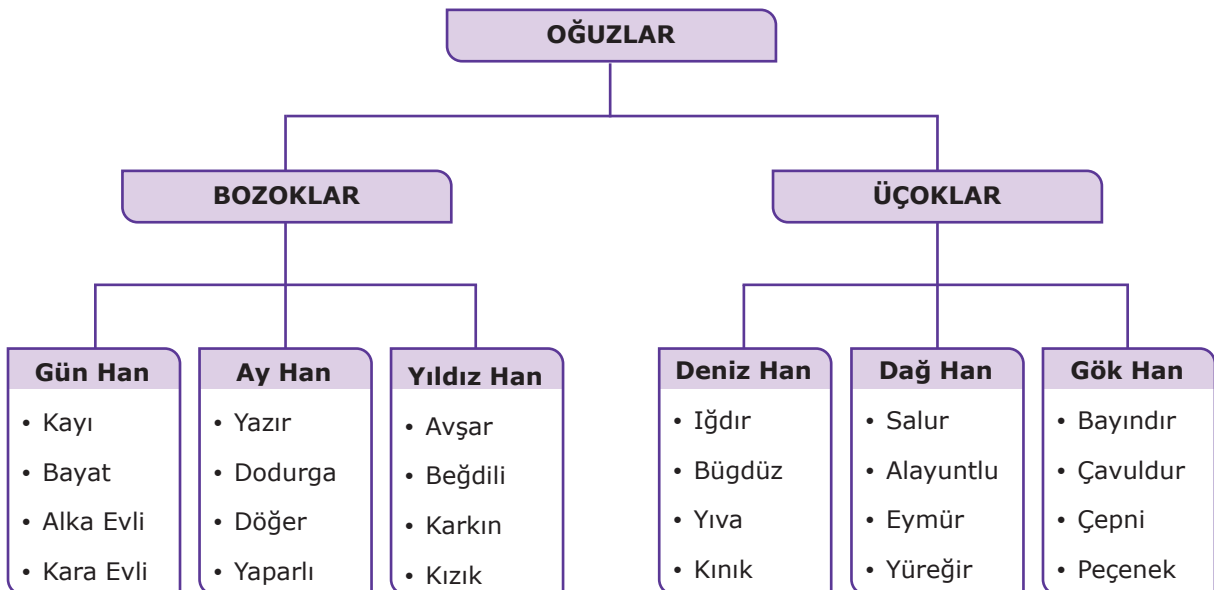 OĞUZLAR
BOZOKLAR
ÜÇOKLAR
Gün Han
• Kayı
• Bayat
• Alka Evli
• Kara Evli
Ay Han
• Yazır
• Dodurga
• Döğer
• Yaparlı
Yıldız Han
• Avşar
• Beğdili
• Karkın
• Kızık
Deniz Han
• Iğdır
• Bügdüz
• Yıva
• Kınık
Dağ Han
• Salur
• Alayuntlu
• Eymür
• Yüreğir
Gök Han
• Bayındır
• Çavuldur
• Çepni
• Peçenek